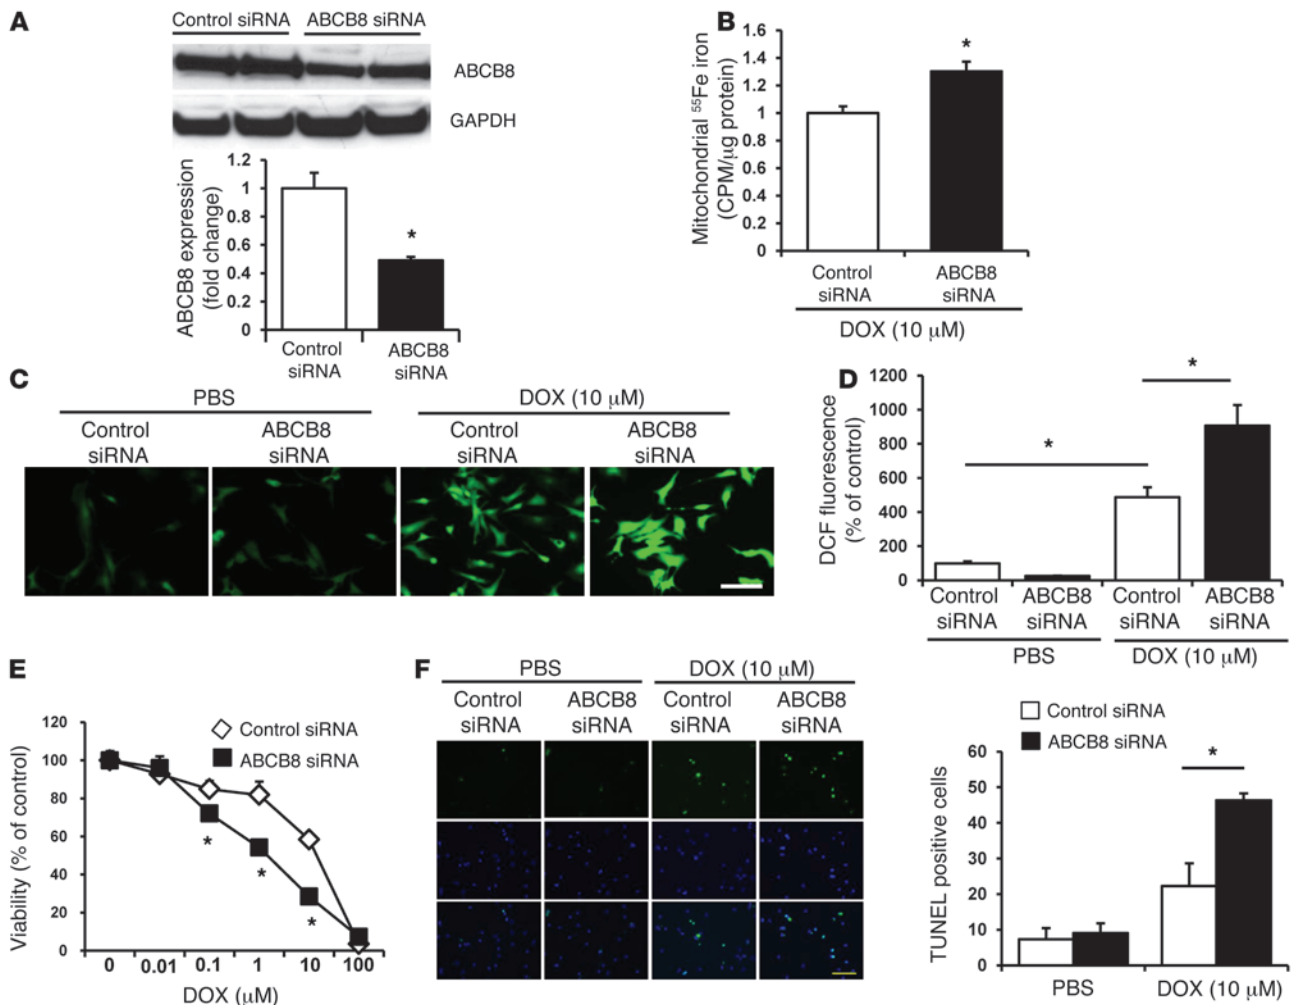 A
Control siRNA
ABCB8 siRNA
ABCB8
GAPDH
ABCB8 expression
(fold change)
1.2
1
0.8
0.6
0.4
0.2
0
*
Control
siRNA
ABCB8
siRNA
B
Mitochondrial ⁵⁵Fe iron
(CPM/µg protein)
1.6
1.4
1.2
1
0.8
0.6
0.4
0.2
0
*
Control
siRNA
ABCB8
siRNA
DOX (10 µM)
C
PBS
DOX (10 µM)
Control
siRNA
ABCB8
siRNA
Control
siRNA
ABCB8
siRNA
D
DCF fluorescence
(% of control)
1200
1000
800
600
400
200
0
*
*
Control
siRNA
ABCB8
siRNA
Control
siRNA
ABCB8
siRNA
PBS
DOX (10 µM)
E
Viability (% of control)
120
100
80
60
40
20
0
Control siRNA
ABCB8 siRNA
*
*
*
0
0.01
0.1
1
10
100
DOX (µM)
F
PBS
DOX (10 µM)
Control
siRNA
ABCB8
siRNA
Control
siRNA
ABCB8
siRNA
Control siRNA
ABCB8 siRNA
TUNEL positive cells
60
50
40
30
20
10
0
*
PBS
DOX (10 µM)